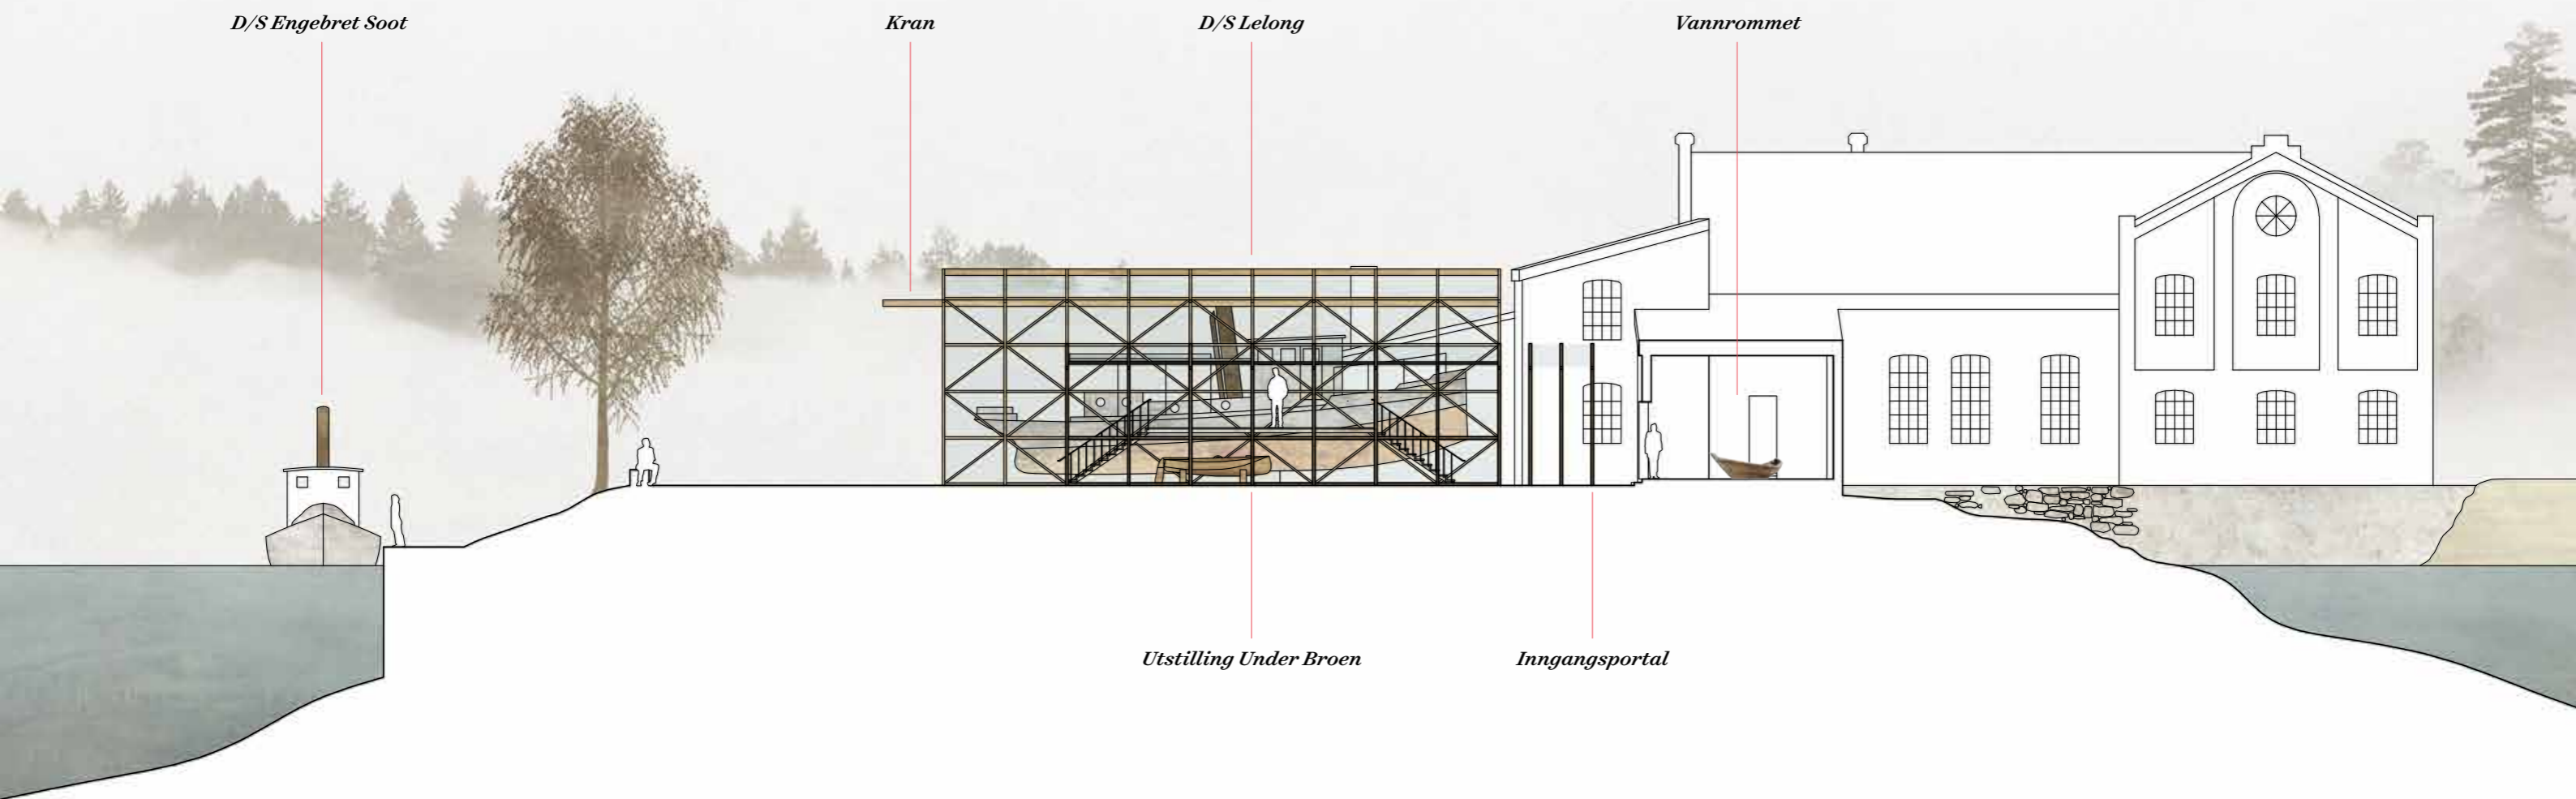 D/S Engebret Soot
Kran
D/S Lelong
Vannrommet
Utstilling Under Broen
Inngangsportal